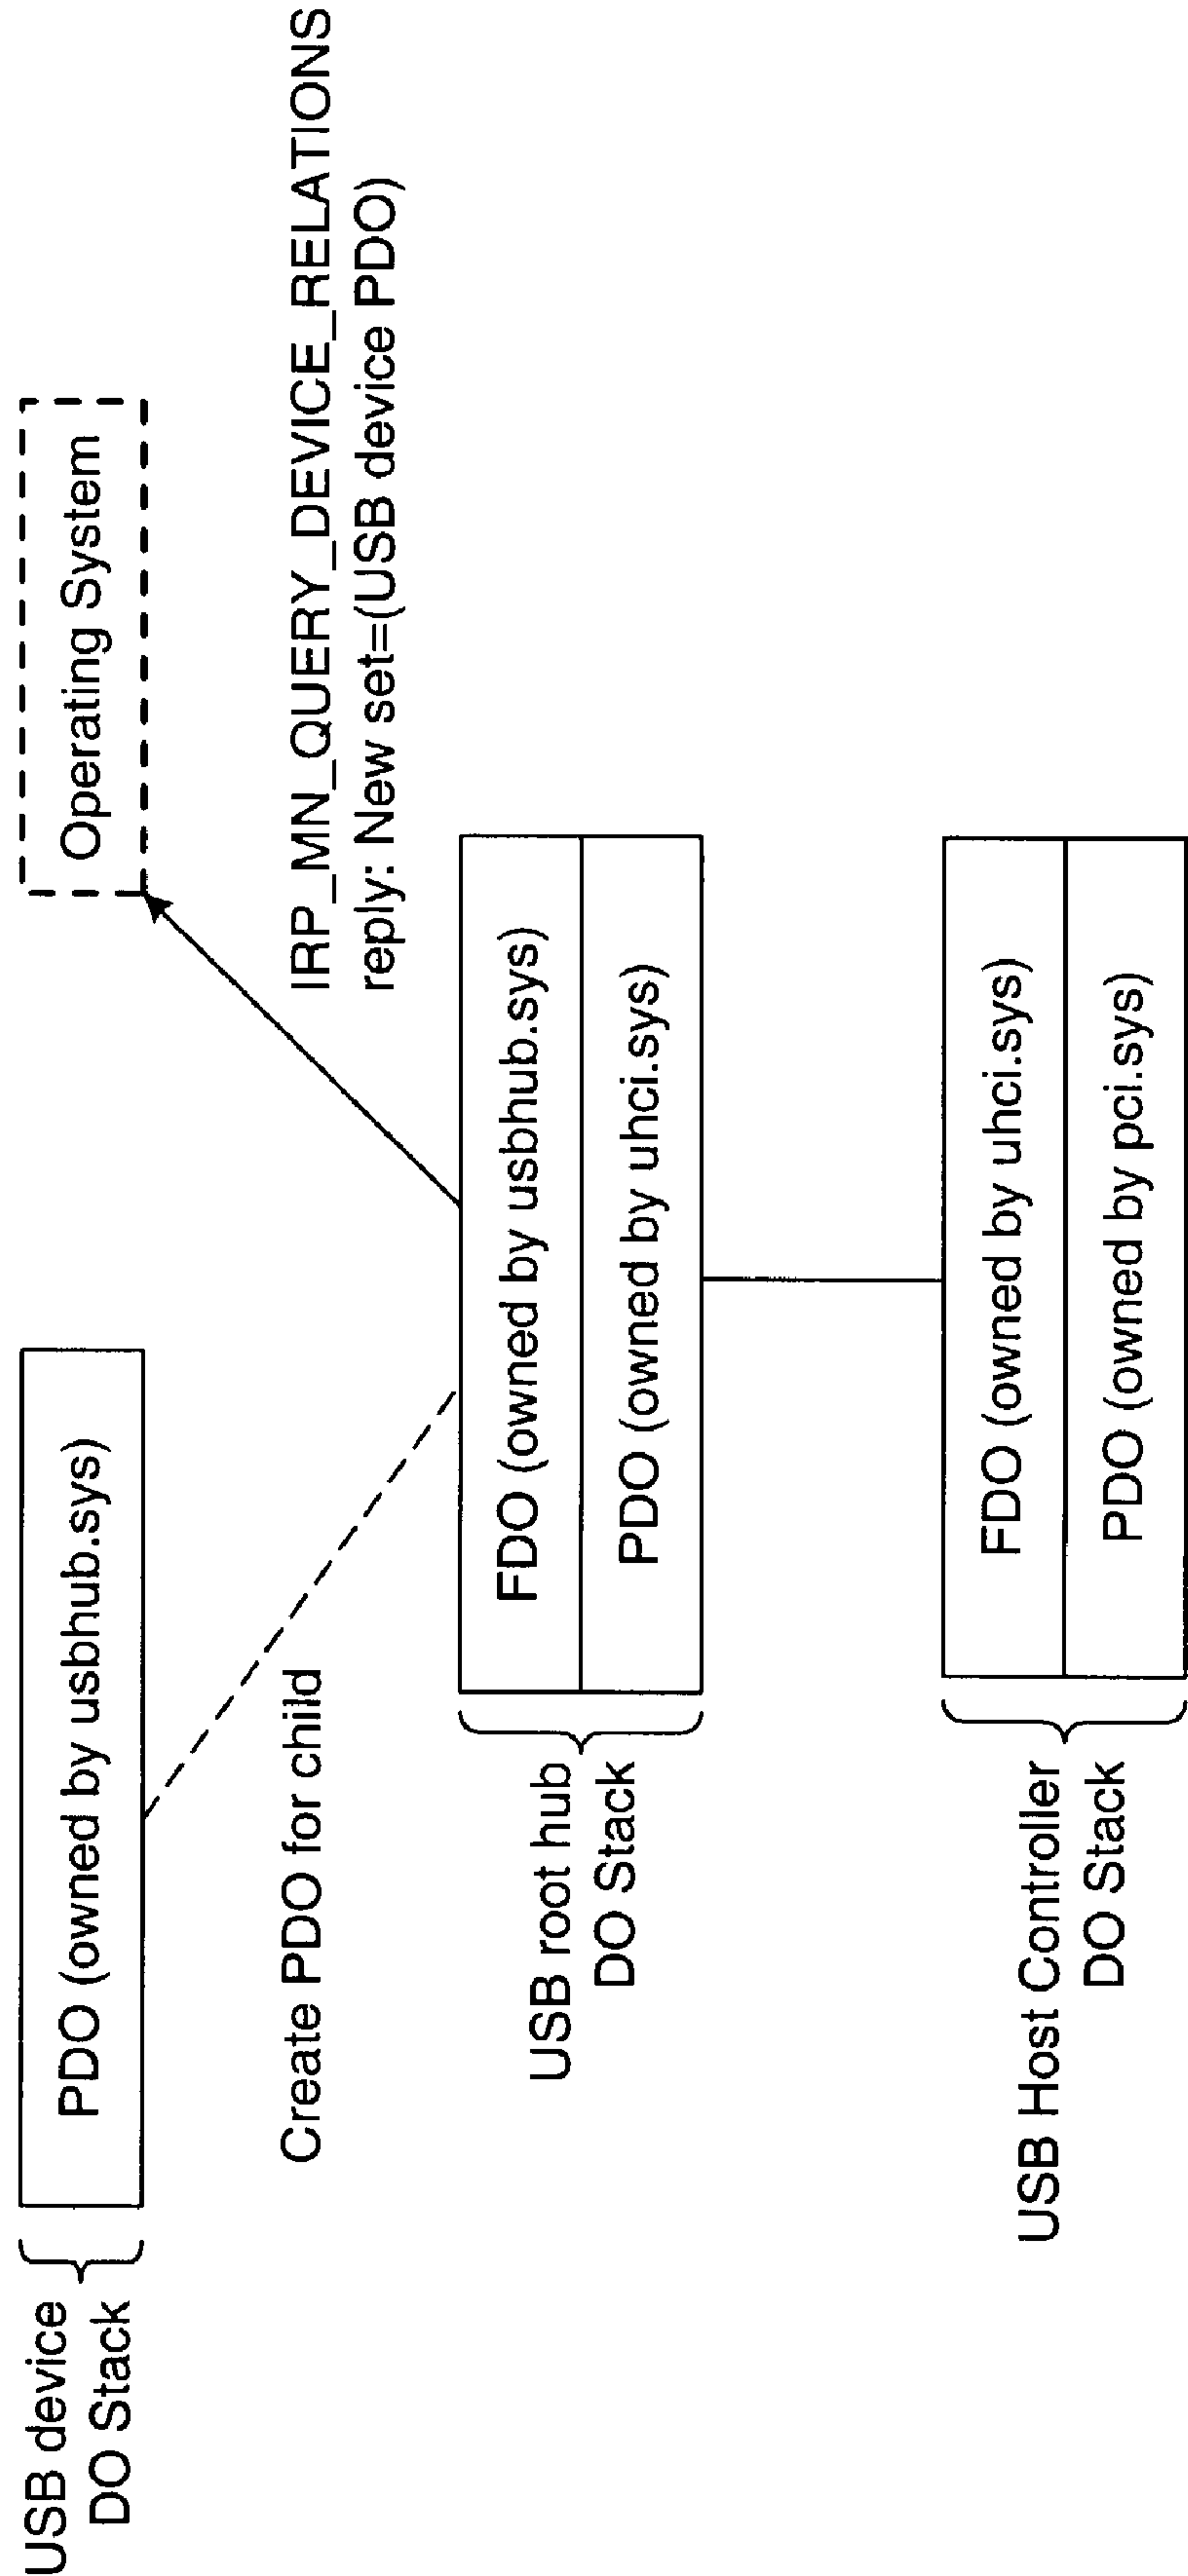 USB device
DO Stack
PDO (owned by usbhub.sys)
Operating System
Create PDO for child
IRP_MN_QUERY_DEVICE_RELATIONS
reply: New set=(USB device PDO)
USB root hub
DO Stack
FDO (owned by usbhub.sys)
PDO (owned by uhci.sys)
USB Host Controller
DO Stack
FDO (owned by uhci.sys)
PDO (owned by pci.sys)